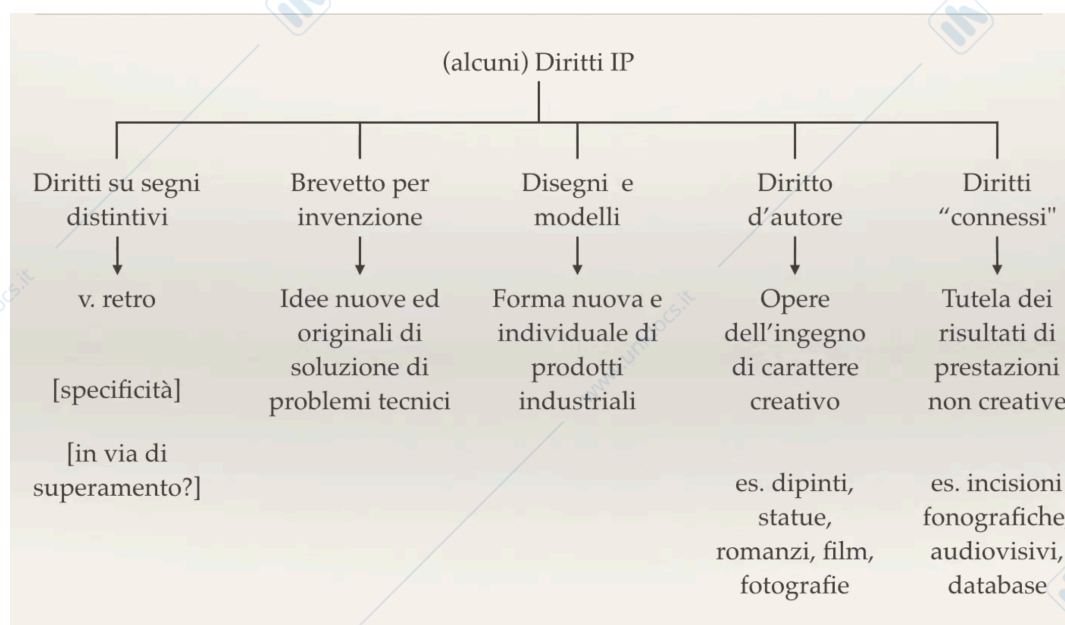 (alcuni) Diritti IP
Diritti su segni
distintivi
v. retro
[specificità]
[in via di
superamento?]
Brevetto per
invenzione
Idee nuove ed
originali di
soluzione di
problemi tecnici
Disegni e
modelli
Forma nuova e
individuale di
prodotti
industriali
Diritto
d'autore
Opere
dell'ingegno
di carattere
creativo
es. dipinti,
statue,
romanzi, film,
fotografie
Diritti
“connessi"
Tutela dei
risultati di
prestazioni
non creative
es. incisioni
fonografiche
audiovisivi,
database